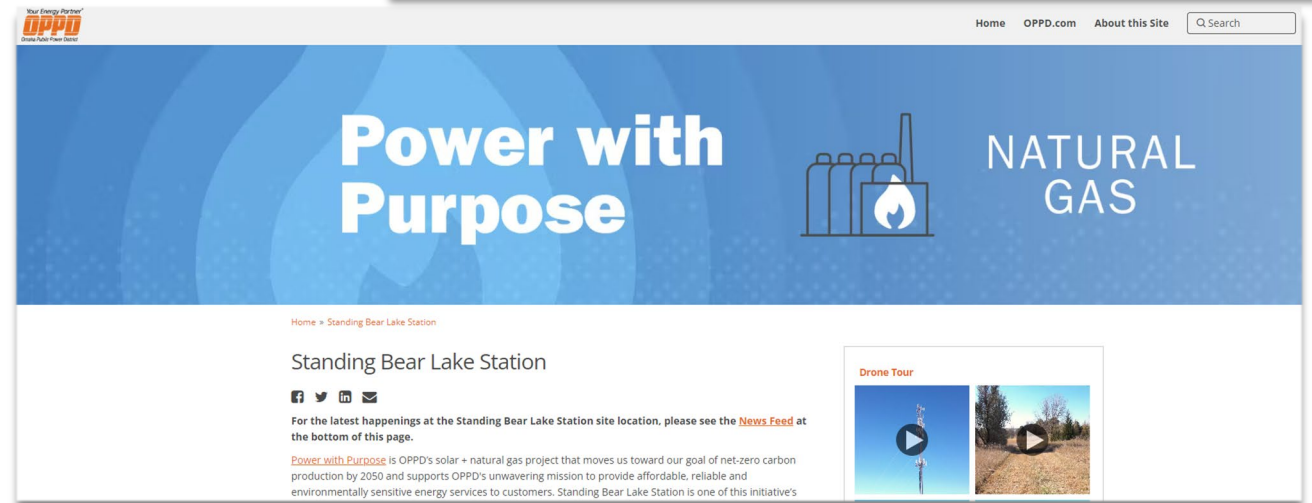 Your Energy Partner®
OPPD
Omaha Public Power District
Home OPPD.com About this Site Search
Power with
Purpose
NATURAL
GAS
Home » Standing Bear Lake Station
Standing Bear Lake Station
For the latest happenings at the Standing Bear Lake Station site location, please see the News Feed at
the bottom of this page.
Power with Purpose is OPPD's solar + natural gas project that moves us toward our goal of net-zero carbon
production by 2050 and supports OPPD's unwavering mission to provide affordable, reliable and
environmentally sensitive energy services to customers. Standing Bear Lake Station is one of this initiative's
Drone Tour